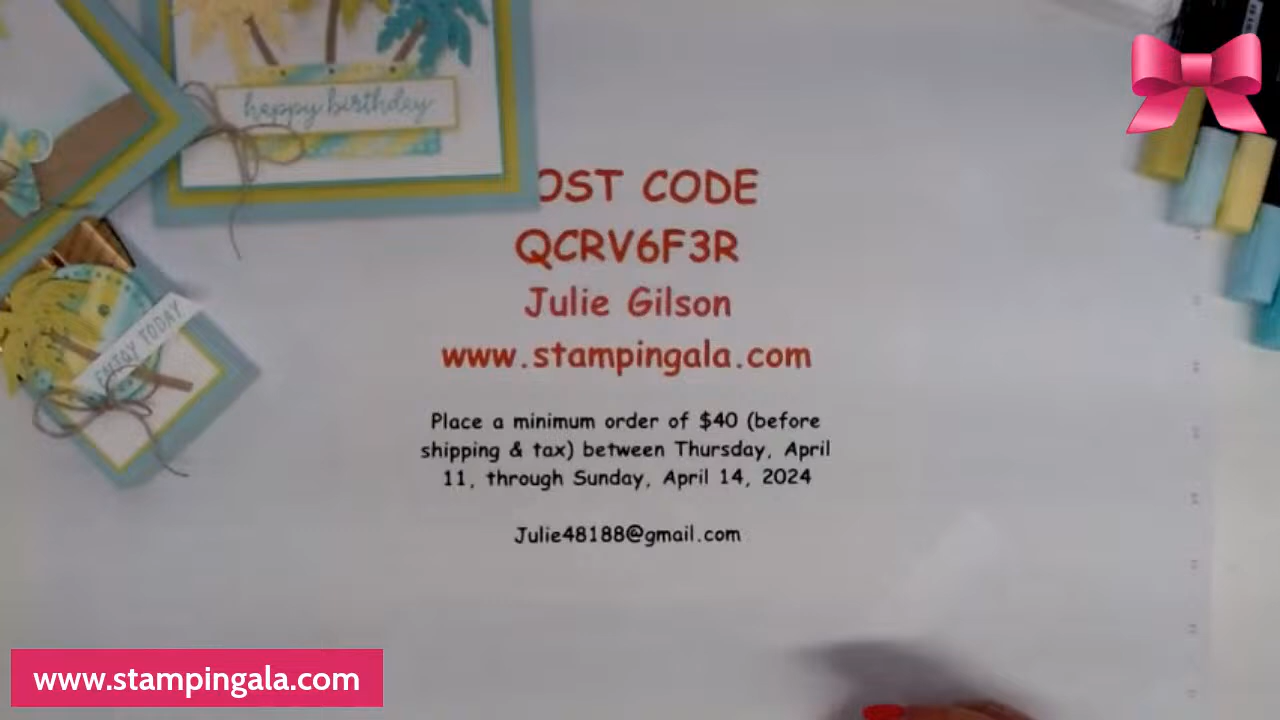 happy birthday
OST CODE
QCRV6F3R
Julie Gilson
www.stampingala.com
ENJOY TODAY
Place a minimum order of $40 (before
shipping & tax) between Thursday, April
11, through Sunday, April 14, 2024
Julie48188@gmail.com
www.stampingala.com